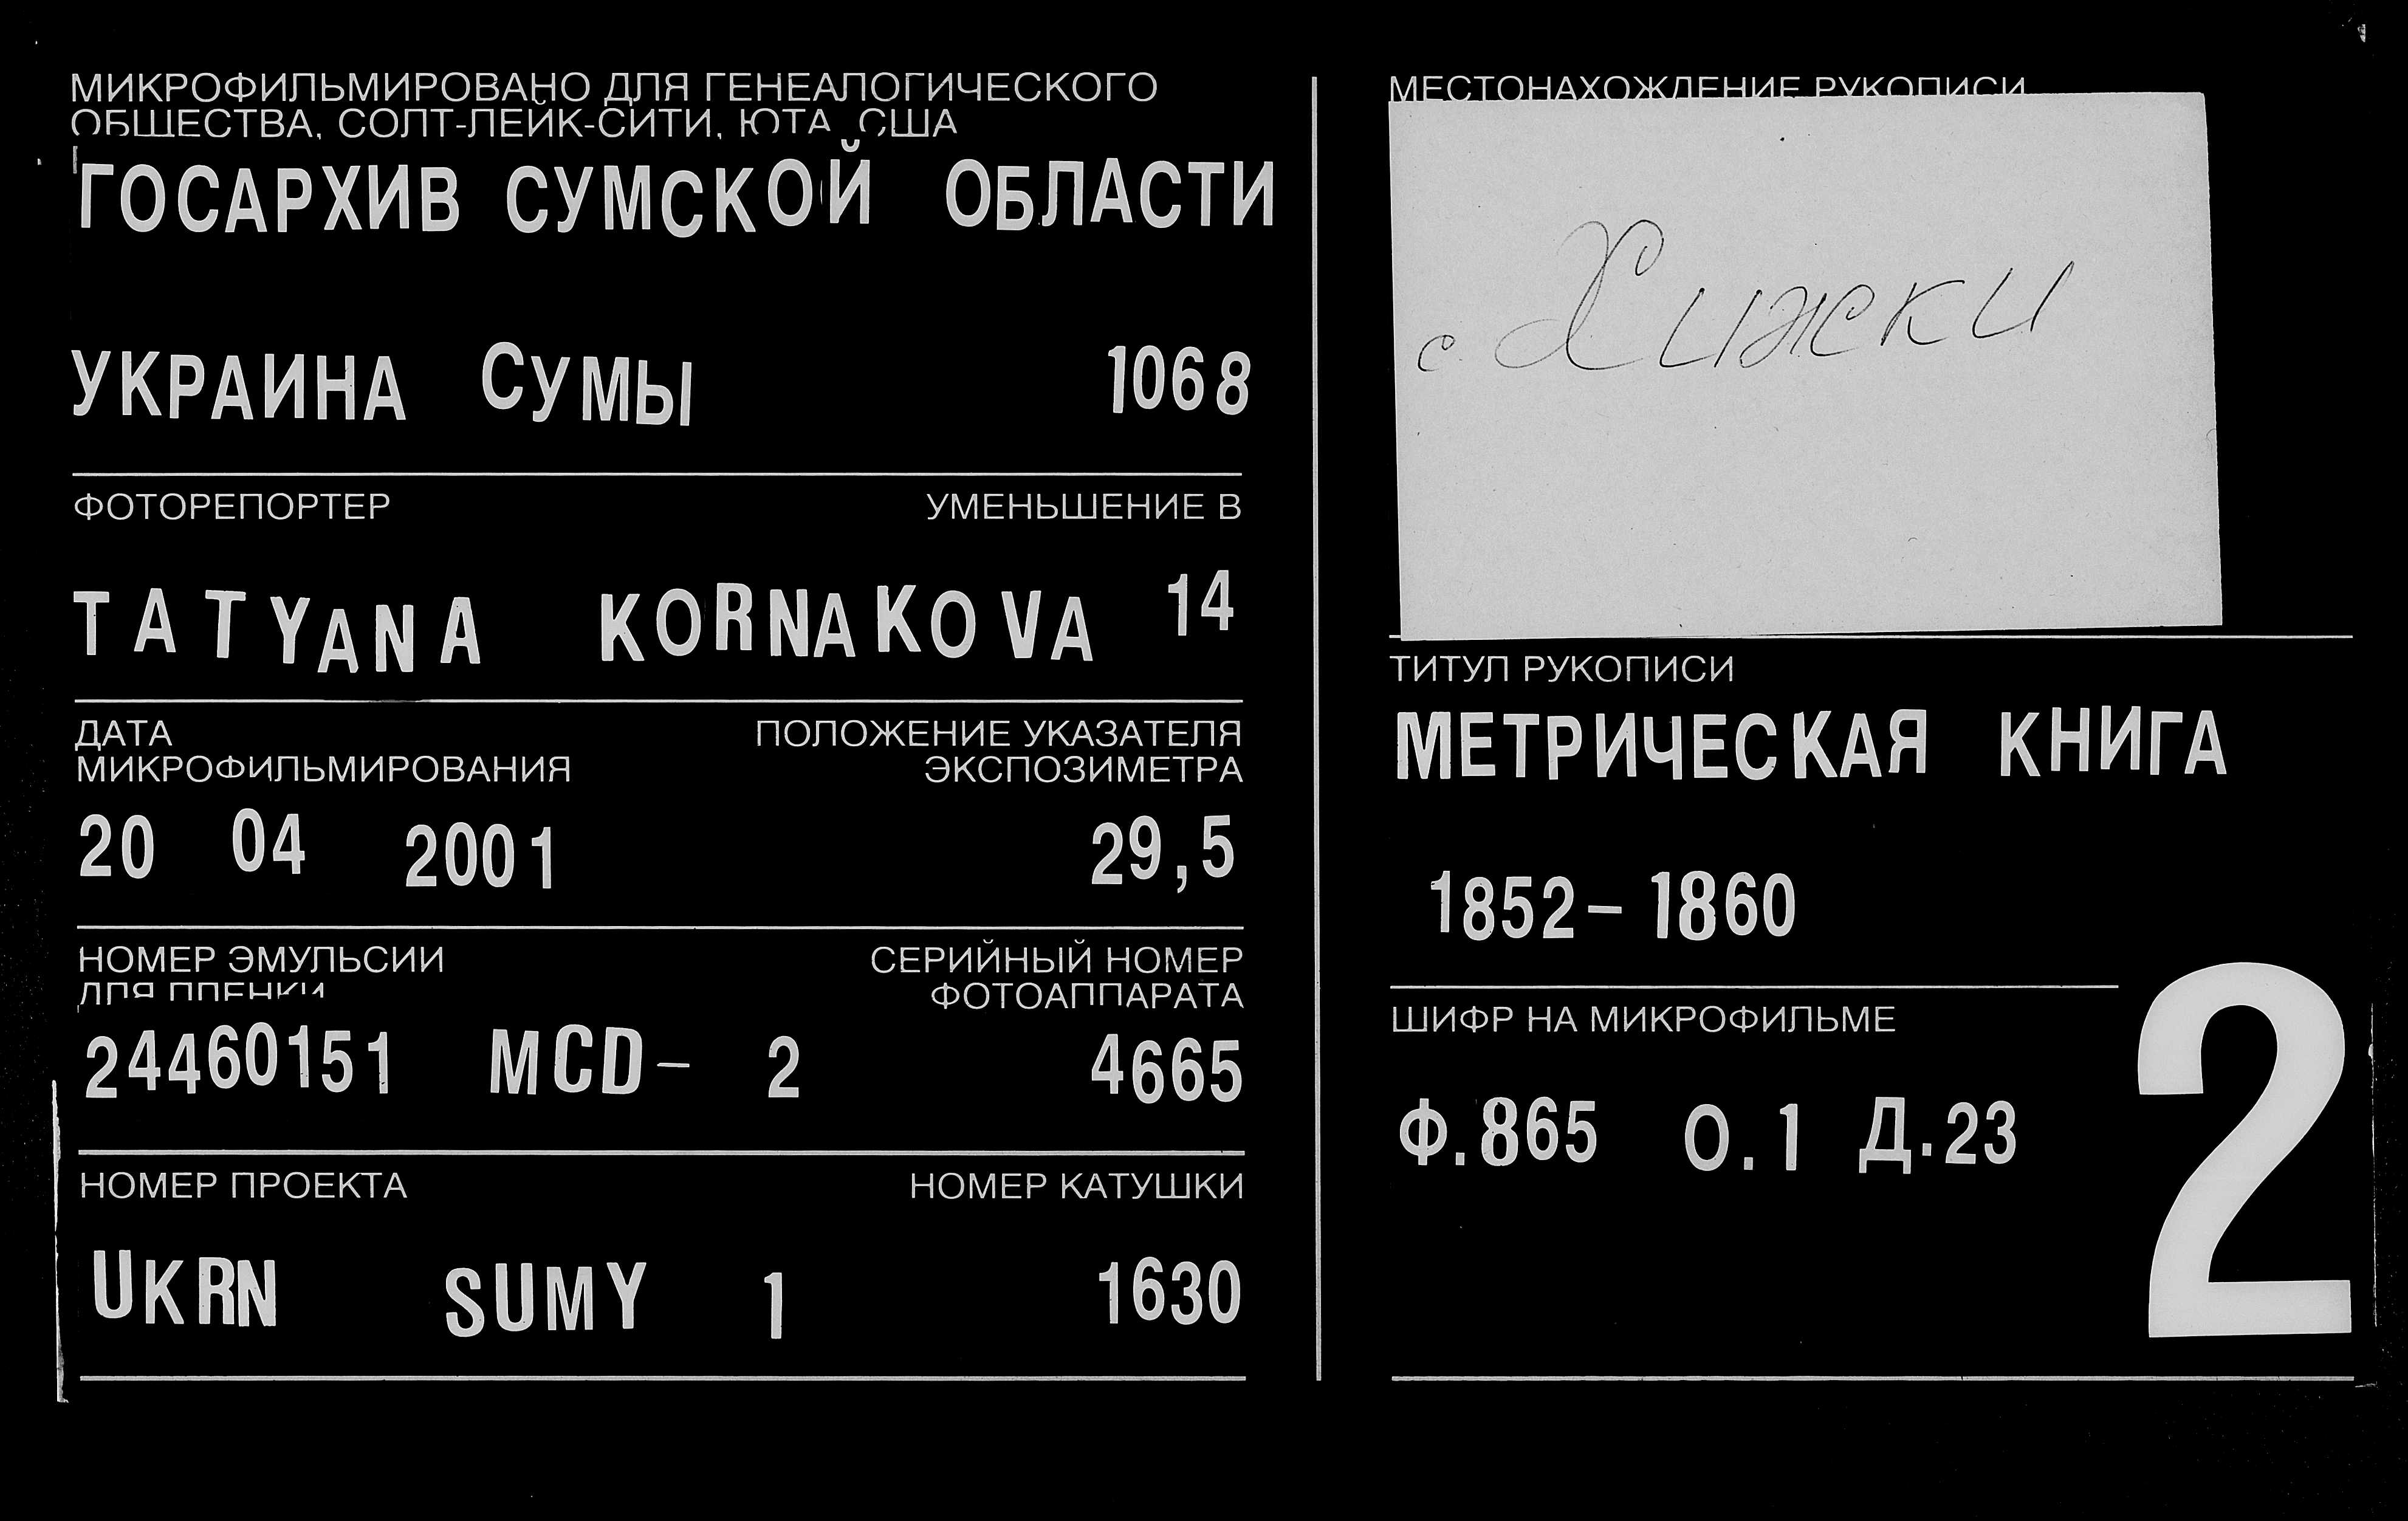 МИКРОФИЛЬМИРОВАНО ДЛЯ ГЕНЕАЛОГИЧЕСКОГО
ОБЩЕСТВА, СОЛТ-ЛЕЙК-СИТИ, ЮТА, США
ГОСАРХИВ СУМСКОЙ ОБЛАСТИ
УКРАИНА СУМЫ 1068
ФОТОРЕПОРТЕР УМЕНЬШЕНИЕ В
TATYANA KORNAKOVA 14
ДАТА ПОЛОЖЕНИЕ УКАЗАТЕЛЯ
МИКРОФИЛЬМИРОВАНИЯ ЭКСПОЗИМЕТРА
20 04 2001 29,5
НОМЕР ЭМУЛЬСИИ СЕРИЙНЫЙ НОМЕР
ДЛЯ ПЛЕНКИ ФОТОАППАРАТА
24460151 MCD- 2 4665
НОМЕР ПРОЕКТА НОМЕР КАТУШКИ
UKRN SUMY 1 1630
МЕСТОНАХОЖДЕНИЕ РУКОПИСИ
с. Хижки
ТИТУЛ РУКОПИСИ
МЕТРИЧЕСКАЯ КНИГА
1852-1860
ШИФР НА МИКРОФИЛЬМЕ
Ф.865 О.1 Д.23
2